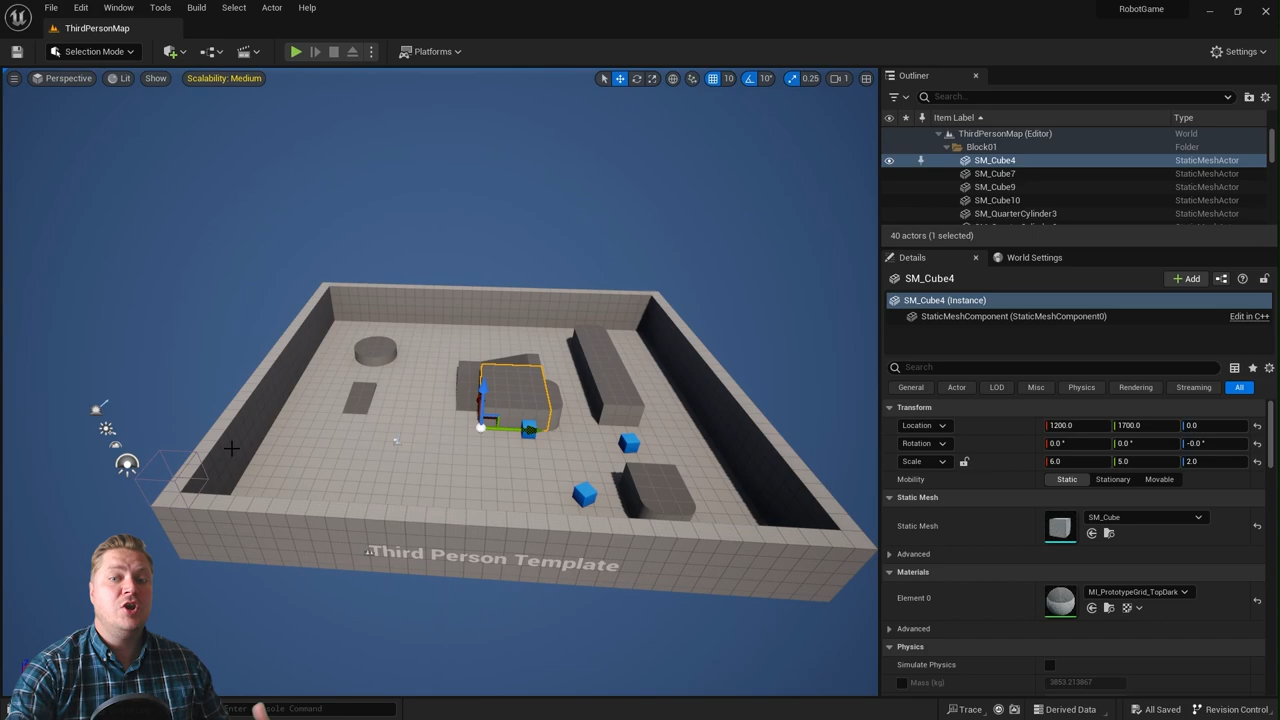 File Edit Window Tools Build Select Actor Help
RobotGame
ThirdPersonMap
Selection Mode
Platforms
Settings
Perspective Lit Show Scalability: Medium
10 10° 0.25 1
Outliner
Search...
Item Label Type
ThirdPersonMap (Editor) World
Block01 Folder
SM_Cube4 StaticMeshActor
SM_Cube7 StaticMeshActor
SM_Cube9 StaticMeshActor
SM_Cube10 StaticMeshActor
SM_QuarterCylinder3 StaticMeshActor
40 actors (1 selected)
Details World Settings
SM_Cube4
Add
SM_Cube4 (Instance)
StaticMeshComponent (StaticMeshComponent0) Edit in C++
Search
General Actor LOD Misc Physics Rendering Streaming All
Transform
Location 1200.0 1700.0 0.0
Rotation 0.0 ° 0.0 ° -0.0 °
Scale 6.0 5.0 2.0
Mobility Static Stationary Movable
Static Mesh
Static Mesh SM_Cube
Advanced
Materials
Element 0 MI_PrototypeGrid_TopDark
Advanced
Physics
Simulate Physics
Mass (kg) 3853.213867
Third Person Template
Enter Console Command
Trace Derived Data All Saved Revision Control